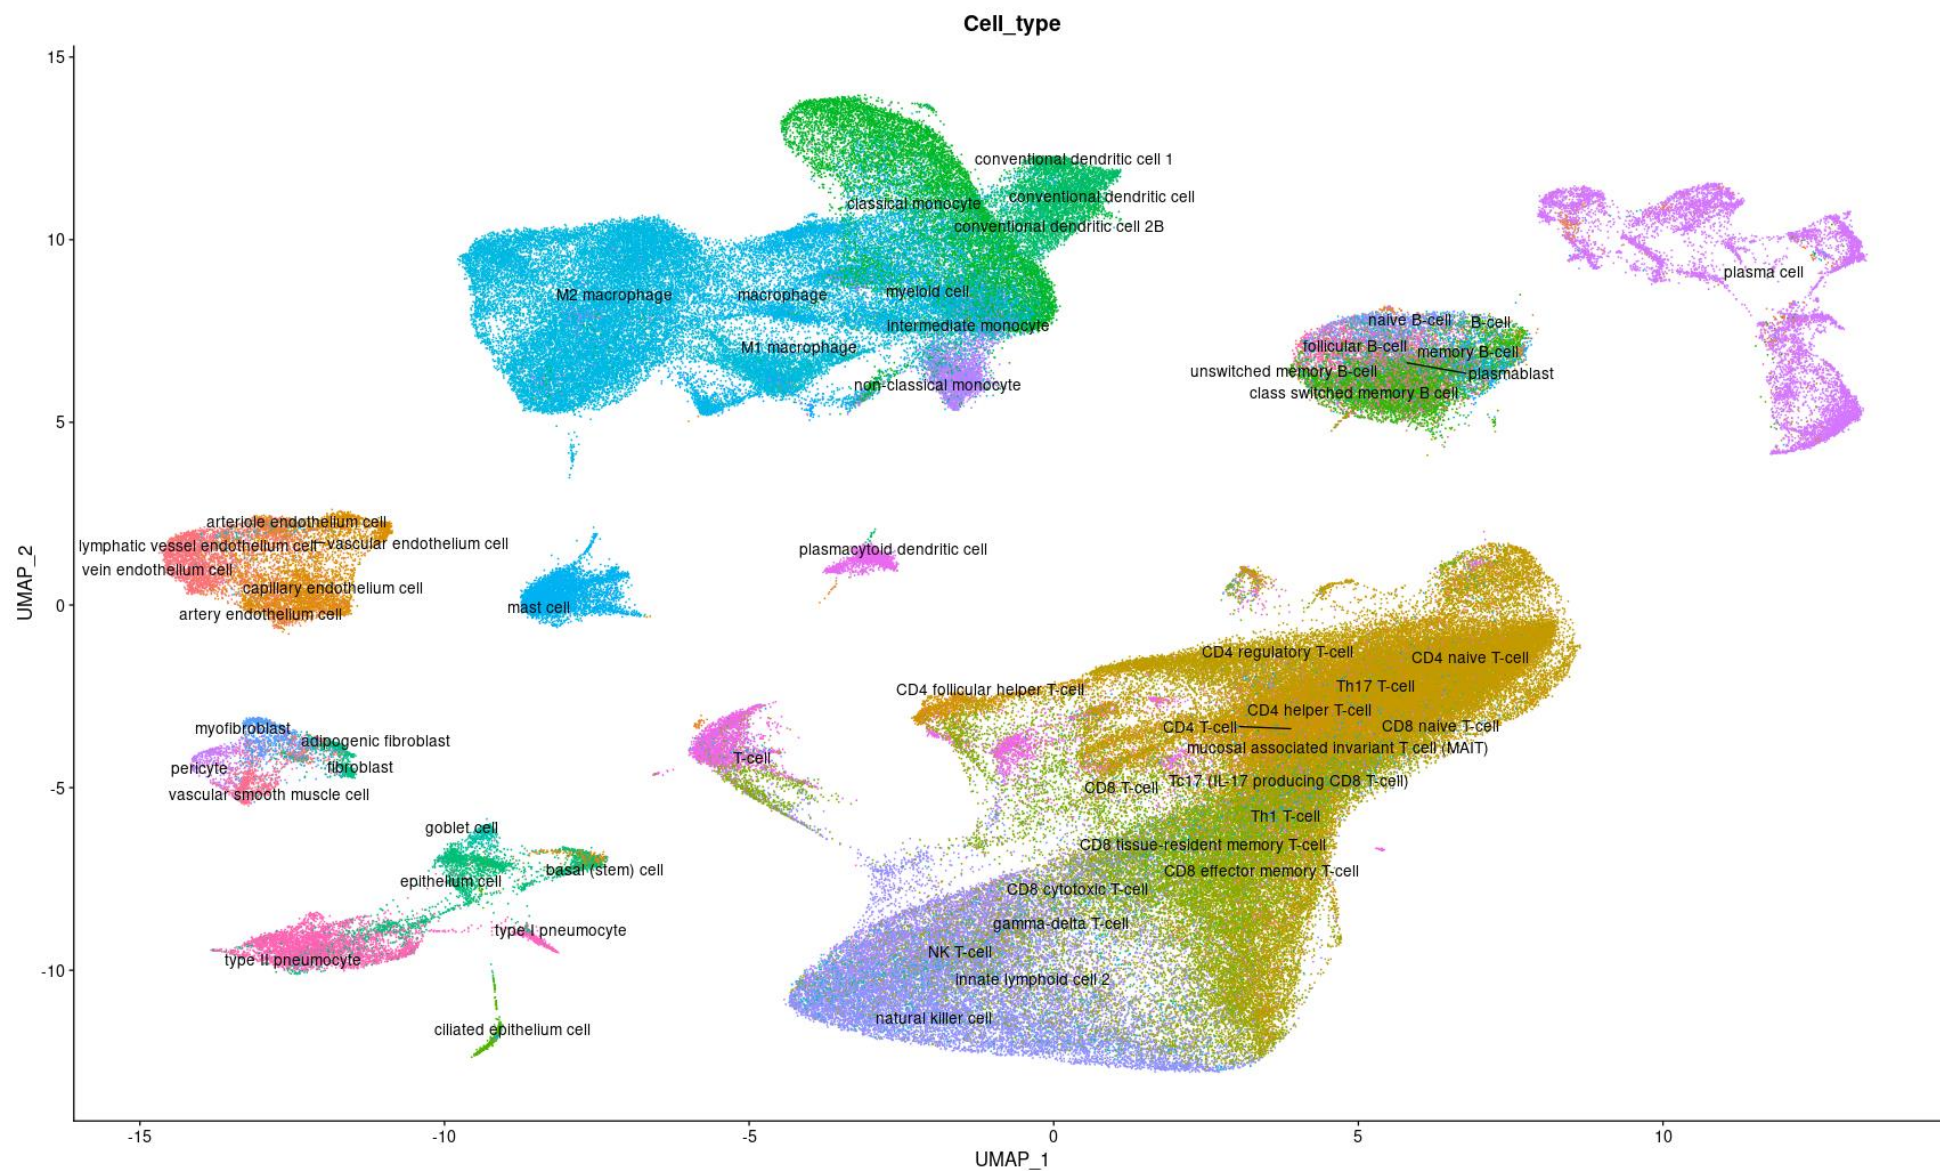 Cell_type
15
conventional dendritic cell 1
conventional dendritic cell
classical monocyte
conventional dendritic cell 2B
10
plasma cell
M2 macrophage
macrophage
myeloid cell
naive B-cell
B-cell
intermediate monocyte
M1 macrophage
follicular B-cell
memory B-cell
unswitched memory B-cell
plasmablast
non-classical monocyte
class switched memory B cell
5
arteriole endothelium cell
lymphatic vessel endothelium cell
vascular endothelium cell
plasmacytoid dendritic cell
vein endothelium cell
capillary endothelium cell
0
mast cell
artery endothelium cell
UMAP_2
CD4 regulatory T-cell
CD4 naive T-cell
CD4 follicular helper T-cell
Th17 T-cell
CD4 helper T-cell
myofibroblast
CD4 T-cell
CD8 naive T-cell
adipogenic fibroblast
mucosal associated invariant T cell (MAIT)
T-cell
pericyte
fibroblast
-5
CD8 T-cell
Tc17 (IL-17 producing CD8 T-cell)
vascular smooth muscle cell
Th1 T-cell
goblet cell
CD8 tissue-resident memory T-cell
basal (stem) cell
CD8 effector memory T-cell
epithelium cell
CD8 cytotoxic T-cell
gamma-delta T-cell
type I pneumocyte
NK T-cell
type II pneumocyte
-10
innate lymphoid cell 2
natural killer cell
ciliated epithelium cell
-15
-10
-5
0
5
10
UMAP_1